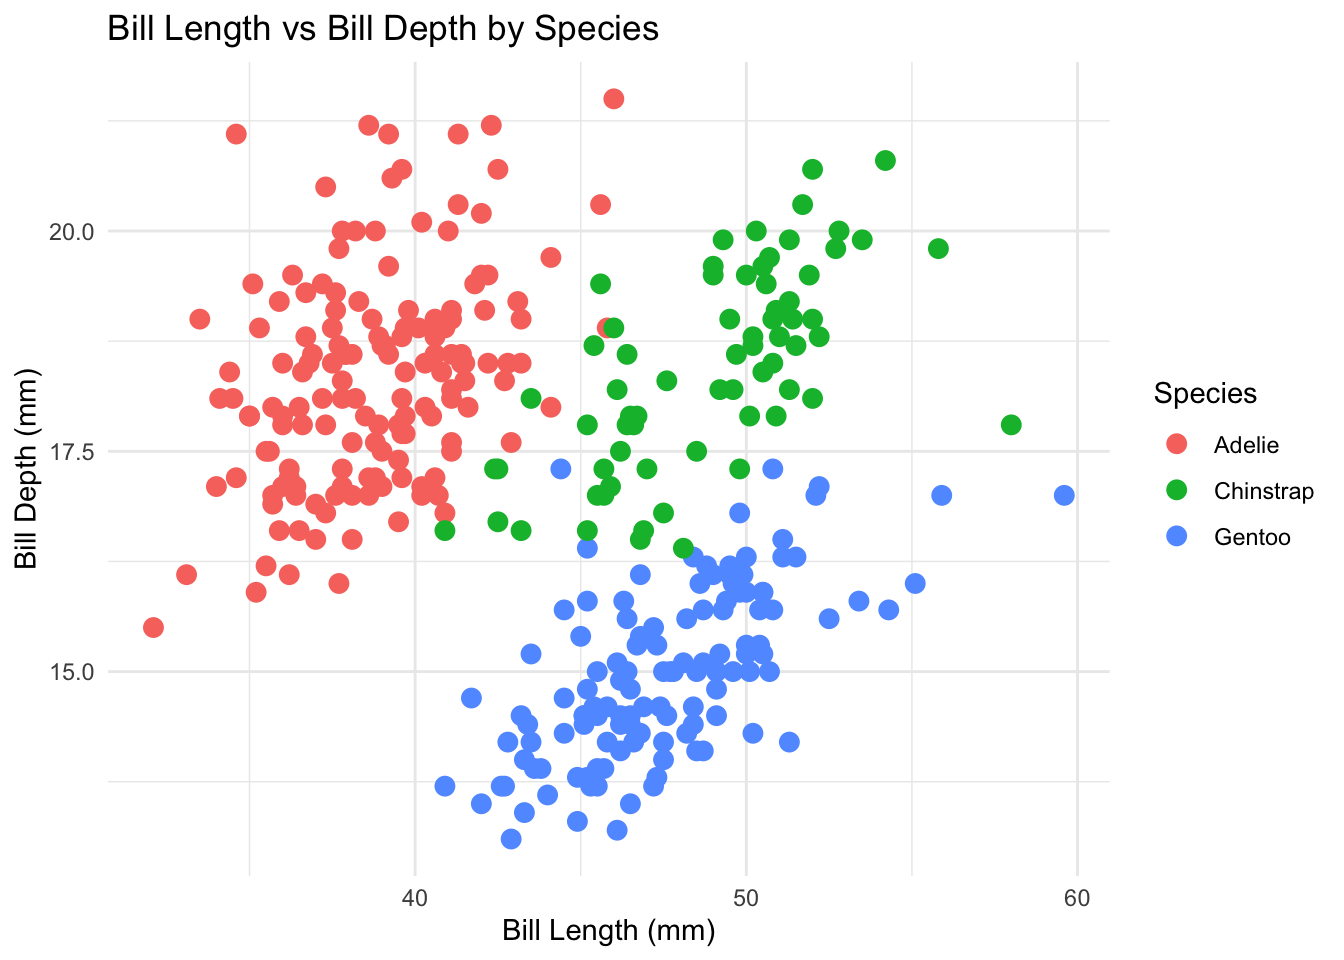 Bill Length vs Bill Depth by Species
Bill Depth (mm)
20.0
17.5
15.0
40 50 60
Bill Length (mm)
Species
Adelie
Chinstrap
Gentoo